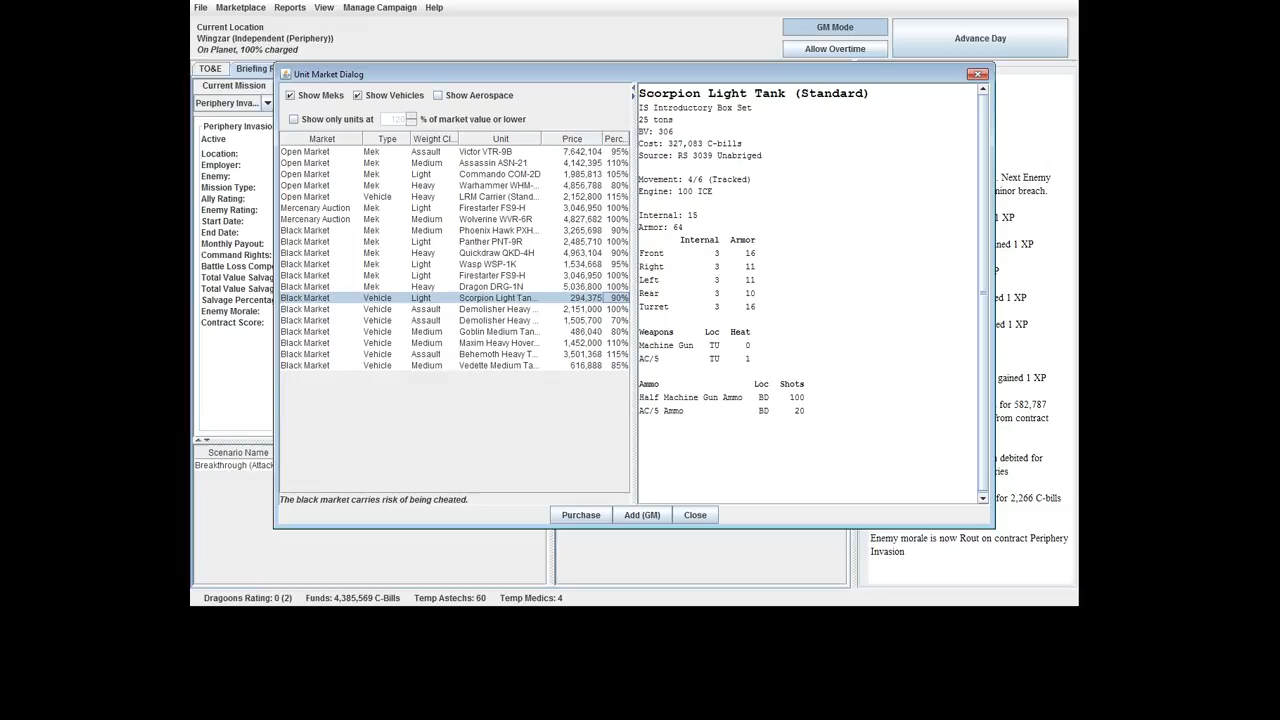 File Marketplace Reports View Manage Campaign Help
Current Location
Wingzar (Independent (Periphery))
On Planet, 100% charged
GM Mode
Allow Overtime
Advance Day
TO&E Briefing R
Current Mission
Periphery Inva...
Periphery Invasion
Active
Location:
Employer:
Enemy:
Mission Type:
Ally Rating:
Enemy Rating:
Start Date:
End Date:
Monthly Payout:
Command Rights:
Battle Loss Compe
Total Value Salvag
Total Value Salvag
Salvage Percentag
Enemy Morale:
Contract Score:
Scenario Name
Breakthrough (Attack
Unit Market Dialog
Show Meks Show Vehicles Show Aerospace
Show only units at 120 % of market value or lower
Market Type Weight Cl... Unit Price Perc...
Open Market Mek Assault Victor VTR-9B 7,642,104 95%
Open Market Mek Medium Assassin ASN-21 4,142,395 110%
Open Market Mek Light Commando COM-2D 1,985,813 105%
Open Market Mek Heavy Warhammer WHM-... 4,856,788 80%
Open Market Vehicle Heavy LRM Carrier (Stand... 2,152,800 115%
Mercenary Auction Mek Light Firestarter FS9-H 3,046,950 100%
Mercenary Auction Mek Medium Wolverine WVR-6R 4,827,682 100%
Black Market Mek Medium Phoenix Hawk PXH... 3,265,698 90%
Black Market Mek Light Panther PNT-9R 2,485,710 100%
Black Market Mek Heavy Quickdraw QKD-4H 4,963,104 90%
Black Market Mek Light Wasp WSP-1K 1,534,668 95%
Black Market Mek Light Firestarter FS9-H 3,046,950 100%
Black Market Mek Heavy Dragon DRG-1N 5,036,800 100%
Black Market Vehicle Light Scorpion Light Tan... 294,375 90%
Black Market Vehicle Assault Demolisher Heavy ... 2,151,000 100%
Black Market Vehicle Assault Demolisher Heavy ... 1,505,700 70%
Black Market Vehicle Medium Goblin Medium Tan... 486,040 80%
Black Market Vehicle Medium Maxim Heavy Hover... 1,452,000 110%
Black Market Vehicle Assault Behemoth Heavy T... 3,501,368 115%
Black Market Vehicle Medium Vedette Medium Ta... 616,888 85%
The black market carries risk of being cheated.
Scorpion Light Tank (Standard)
IS Introductory Box Set
25 tons
BV: 306
Cost: 327,083 C-bills
Source: RS 3039 Unabriged
Movement: 4/6 (Tracked)
Engine: 100 ICE
Internal: 15
Armor: 64
Internal Armor
Front 3 16
Right 3 11
Left 3 11
Rear 3 10
Turret 3 16
Weapons Loc Heat
Machine Gun TU 0
AC/5 TU 1
Ammo Loc Shots
Half Machine Gun Ammo BD 100
AC/5 Ammo BD 20
Purchase Add (GM) Close
. Next Enemy
minor breach.
1 XP
ed 1 XP
ed 1 XP
gained 1 XP
for 582,787
from contract
n debited for
ries
for 2,266 C-bills
Enemy morale is now Rout on contract Periphery
Invasion
Dragoons Rating: 0 (2) Funds: 4,385,569 C-Bills Temp Astechs: 60 Temp Medics: 4